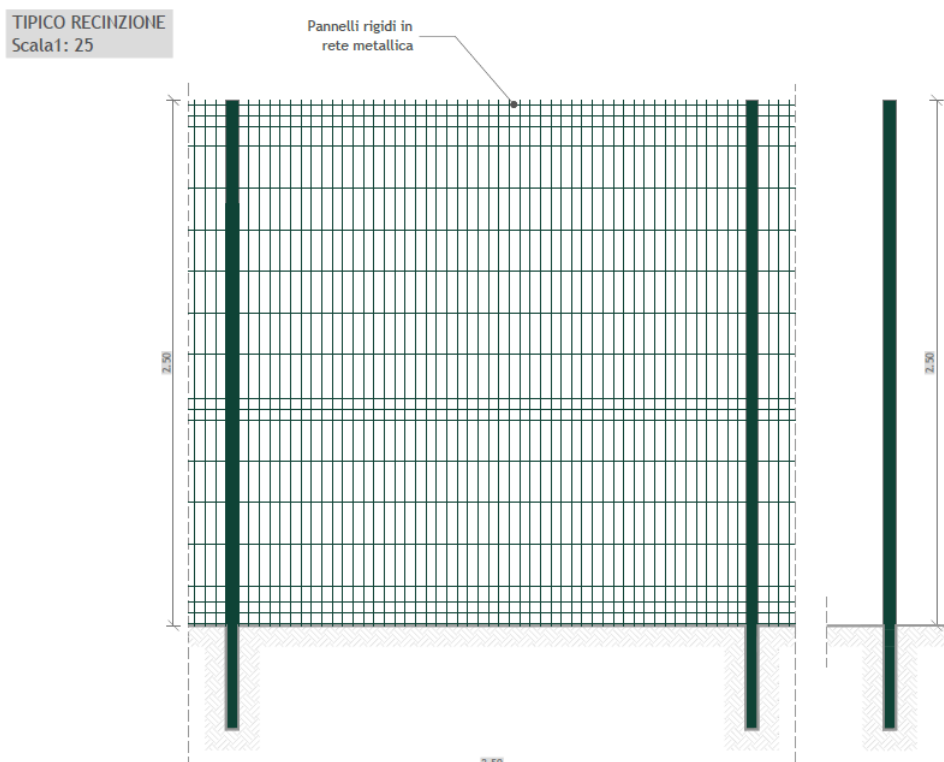 TIPICO RECINZIONE
Scala1: 25
Pannelli rigidi in
rete metallica
2.50
2.50